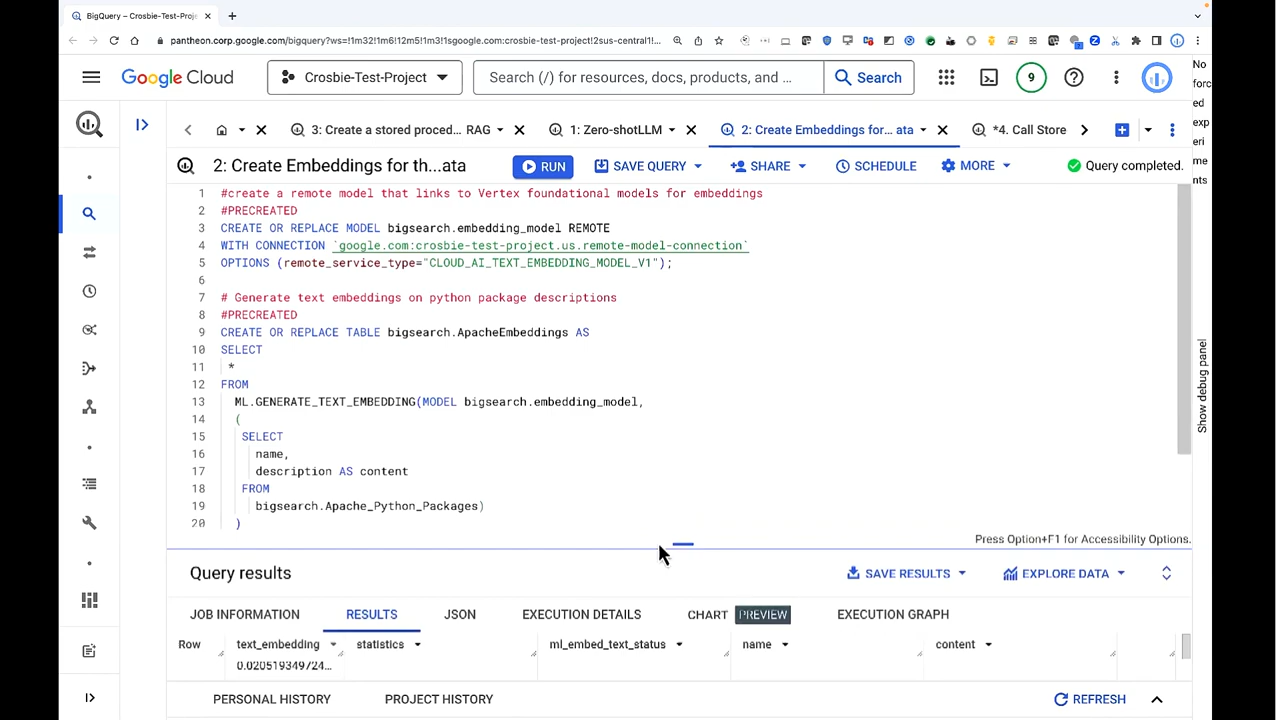 BigQuery – Crosbie-Test-Proj
pantheon.corp.google.com/bigquery?ws=!1m32!1m6!12m5!1m3!1sgoogle.com:crosbie-test-project!2sus-central1!...
Google Cloud
Crosbie-Test-Project
Search (/) for resources, docs, products, and ...
Search
9
No forced experiments
3: Create a stored proced... RAG
1: Zero-shotLLM
2: Create Embeddings for... ata
*4. Call Store
2: Create Embeddings for th...ata
RUN
SAVE QUERY
SHARE
SCHEDULE
MORE
Query completed.
1 #create a remote model that links to Vertex foundational models for embeddings
2 #PRECREATED
3 CREATE OR REPLACE MODEL bigsearch.embedding_model REMOTE
4 WITH CONNECTION `google.com:crosbie-test-project.us.remote-model-connection`
5 OPTIONS (remote_service_type="CLOUD_AI_TEXT_EMBEDDING_MODEL_V1");
6
7 # Generate text embeddings on python package descriptions
8 #PRECREATED
9 CREATE OR REPLACE TABLE bigsearch.ApacheEmbeddings AS
10 SELECT
11 *
12 FROM
13 ML.GENERATE_TEXT_EMBEDDING(MODEL bigsearch.embedding_model,
14 (
15 SELECT
16 name,
17 description AS content
18 FROM
19 bigsearch.Apache_Python_Packages)
20 )
Show debug panel
Press Option+F1 for Accessibility Options.
Query results
SAVE RESULTS
EXPLORE DATA
JOB INFORMATION
RESULTS
JSON
EXECUTION DETAILS
CHART PREVIEW
EXECUTION GRAPH
Row
text_embedding
statistics
ml_embed_text_status
name
content
0.020519349724...
PERSONAL HISTORY
PROJECT HISTORY
REFRESH